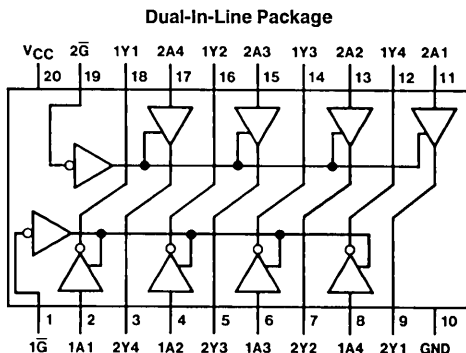 Dual-In-Line Package
VCC 2G̅ 1Y1 2A4 1Y2 2A3 1Y3 2A2 1Y4 2A1
20 19 18 17 16 15 14 13 12 11
1 2 3 4 5 6 7 8 9 10
1G̅ 1A1 2Y4 1A2 2Y3 1A3 2Y2 1A4 2Y1 GND